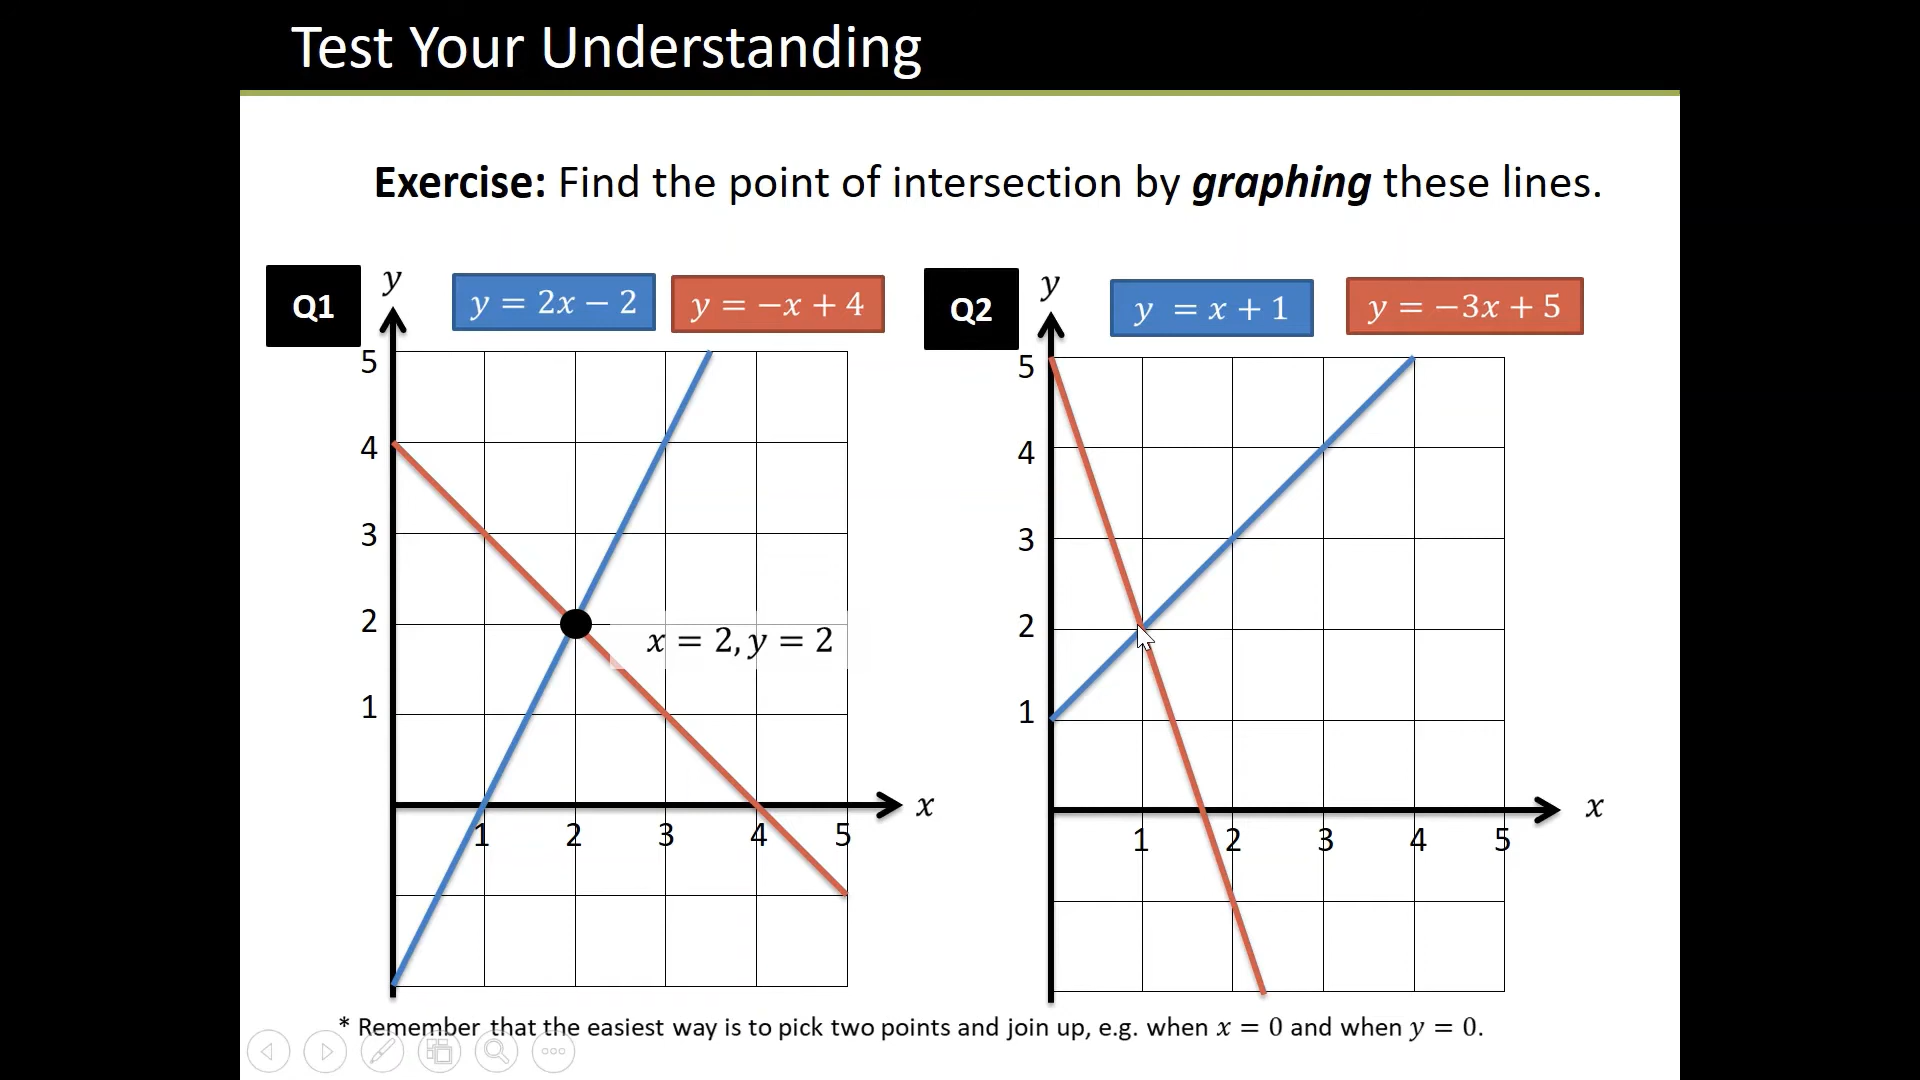 Test Your Understanding
Exercise: Find the point of intersection by graphing these lines.
Q1
y
y = 2x − 2
y = −x + 4
5
4
3
2
1
x = 2, y = 2
1 2 3 4 5
x
Q2
y
y = x + 1
y = −3x + 5
5
4
3
2
1
1 2 3 4 5
x
* Remember that the easiest way is to pick two points and join up, e.g. when x = 0 and when y = 0.